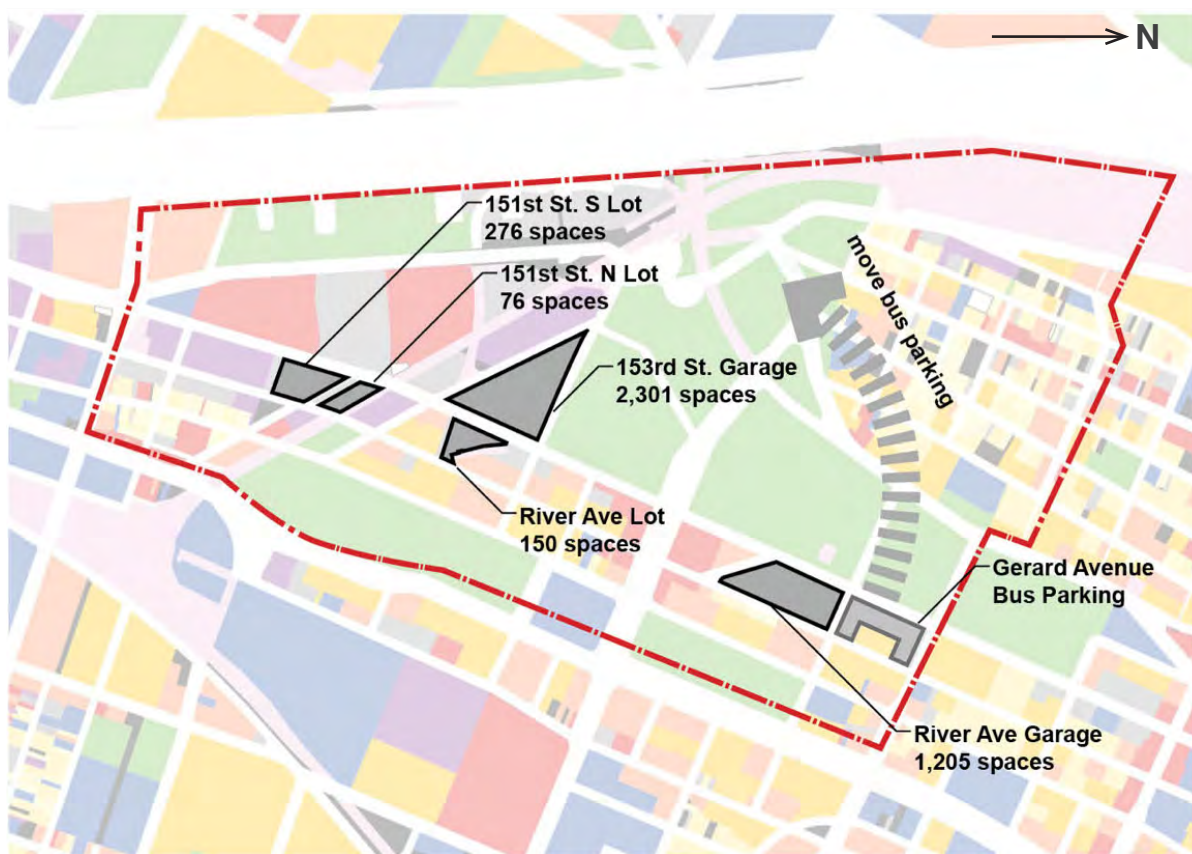 N
151st St. S Lot
276 spaces
151st St. N Lot
76 spaces
move bus parking
153rd St. Garage
2,301 spaces
River Ave Lot
150 spaces
Gerard Avenue
Bus Parking
River Ave Garage
1,205 spaces